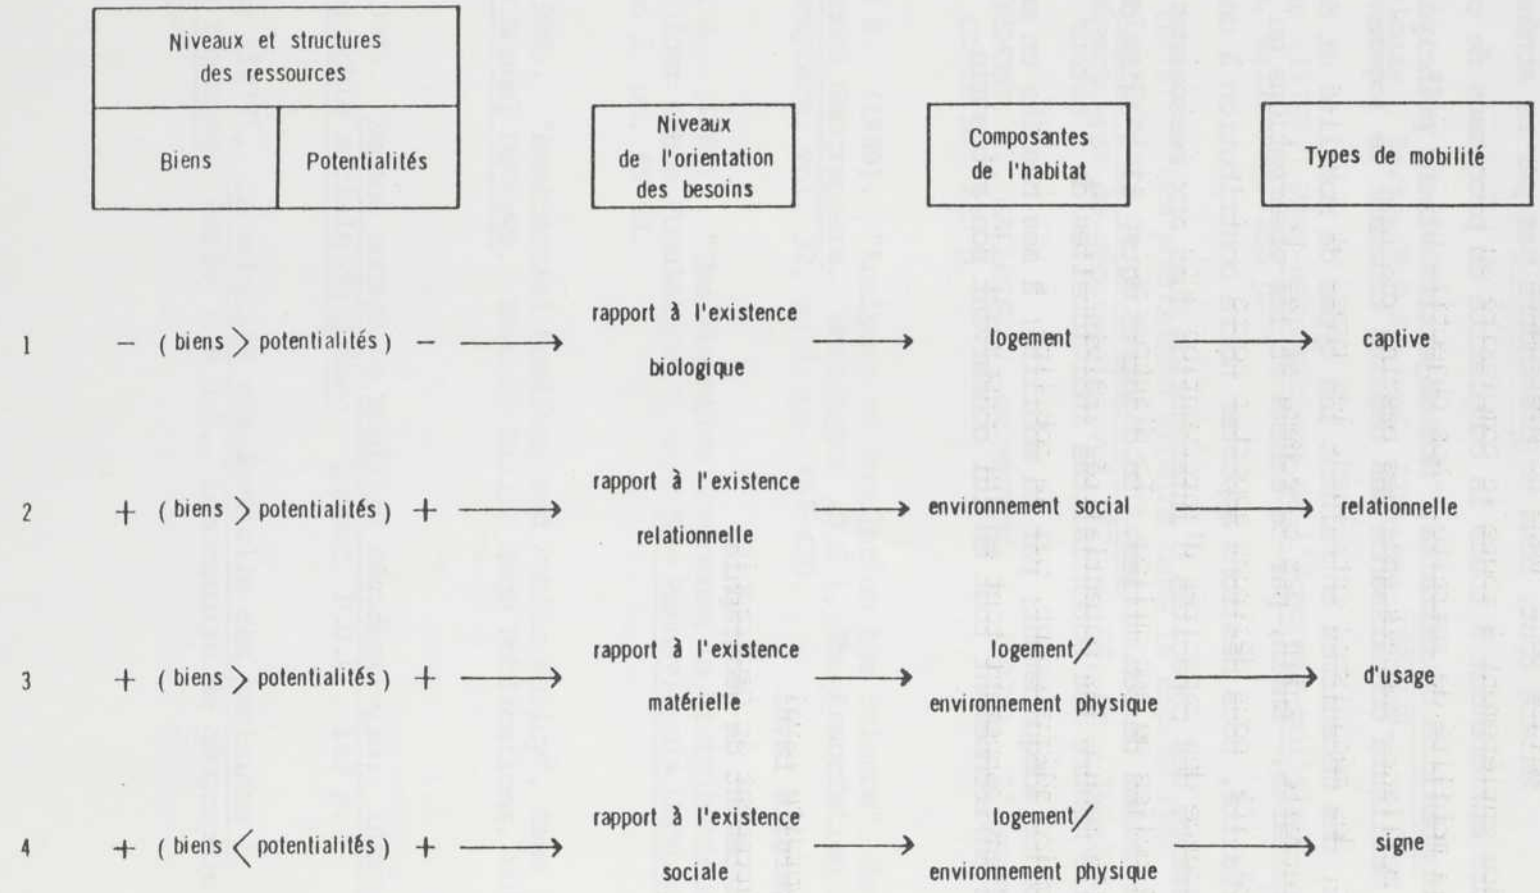 Niveaux et structures
des ressources
Biens
Potentialités
Niveaux
de l'orientation
des besoins
Composantes
de l'habitat
Types de mobilité
1
− ( biens > potentialités ) −
rapport à l'existence
biologique
logement
captive
2
+ ( biens > potentialités ) +
rapport à l'existence
relationnelle
environnement social
relationnelle
3
+ ( biens > potentialités ) +
rapport à l'existence
matérielle
logement/
environnement physique
d'usage
4
+ ( biens < potentialités ) +
rapport à l'existence
sociale
logement/
environnement physique
signe